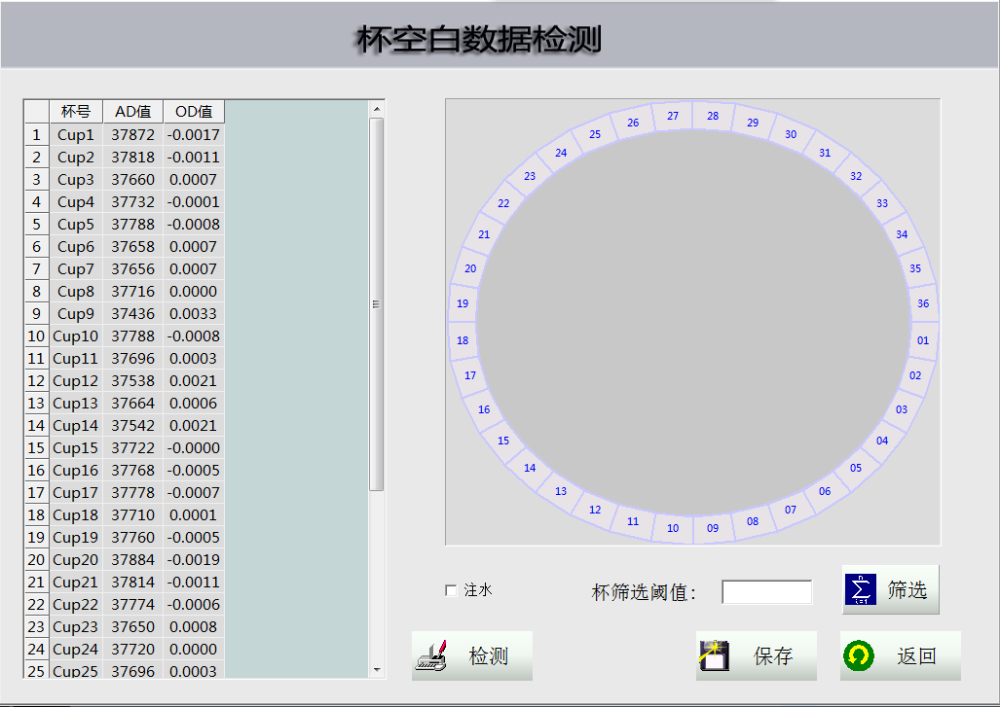 杯空白数据检测
杯号 AD值 OD值
1 Cup1 37872 -0.0017
2 Cup2 37818 -0.0011
3 Cup3 37660 0.0007
4 Cup4 37732 -0.0001
5 Cup5 37788 -0.0008
6 Cup6 37658 0.0007
7 Cup7 37656 0.0007
8 Cup8 37716 0.0000
9 Cup9 37436 0.0033
10 Cup10 37788 -0.0008
11 Cup11 37696 0.0003
12 Cup12 37538 0.0021
13 Cup13 37664 0.0006
14 Cup14 37542 0.0021
15 Cup15 37722 -0.0000
16 Cup16 37768 -0.0005
17 Cup17 37778 -0.0007
18 Cup18 37710 0.0001
19 Cup19 37760 -0.0005
20 Cup20 37884 -0.0019
21 Cup21 37814 -0.0011
22 Cup22 37774 -0.0006
23 Cup23 37650 0.0008
24 Cup24 37720 0.0000
25 Cup25 37696 0.0003
01
02
03
04
05
06
07
08
09
10
11
12
13
14
15
16
17
18
19
20
21
22
23
24
25
26
27
28
29
30
31
32
33
34
35
36
注水
杯筛选阈值：
筛选
检测
保存
返回